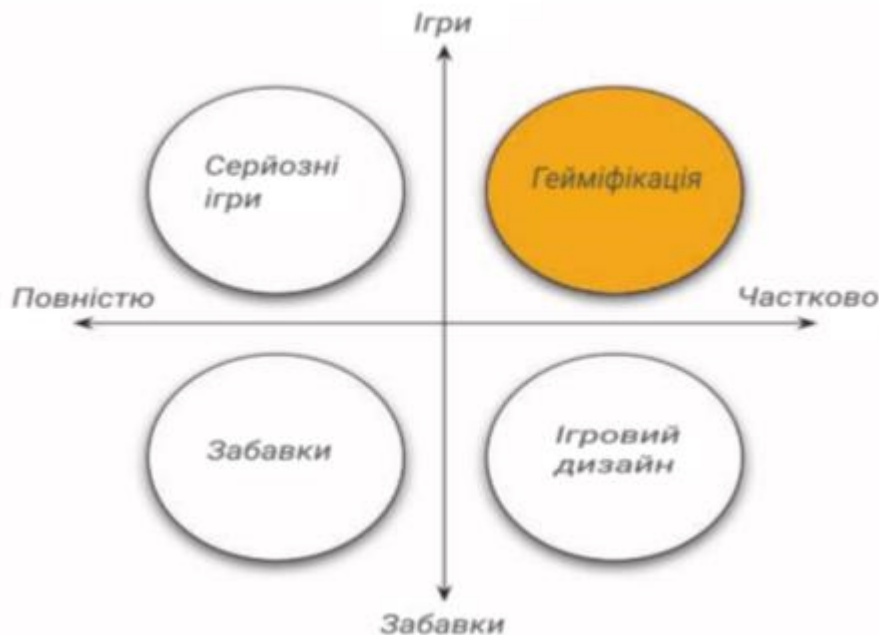 Ігри
Серйозні
ігри
Гейміфікація
Повністю
Частково
Забавки
Ігровий
дизайн
Забавки